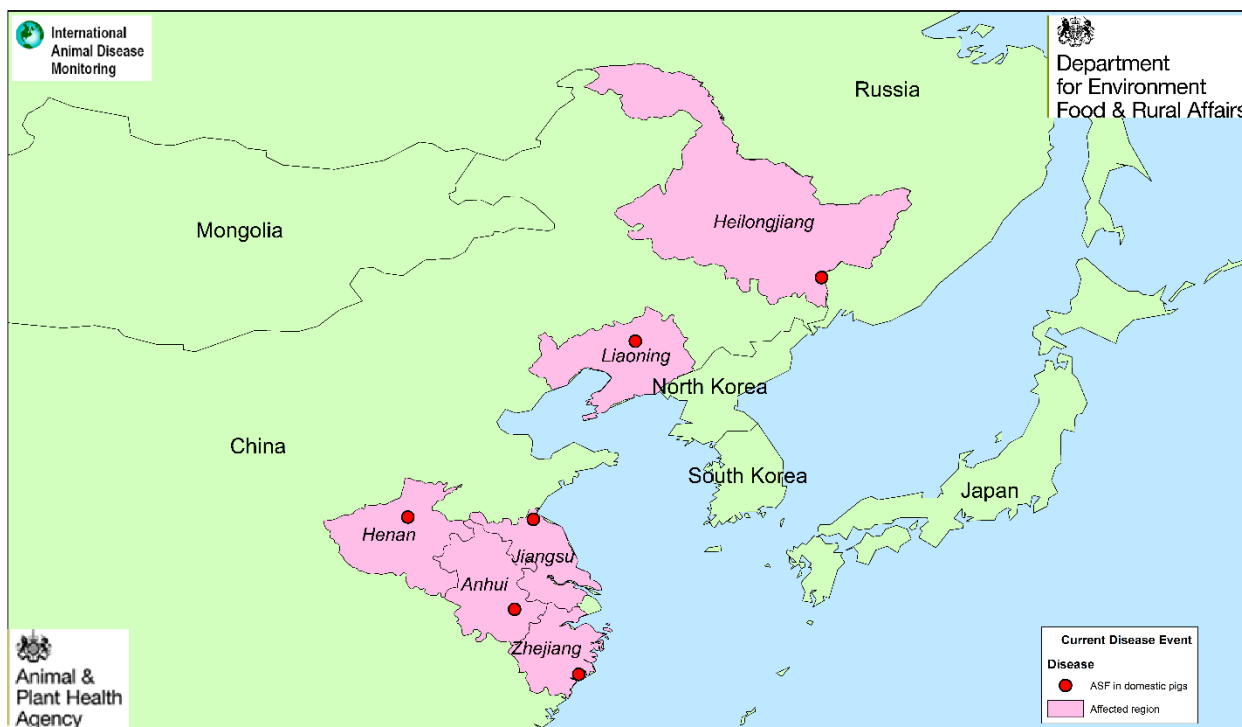 International
Animal Disease
Monitoring
Department
for Environment
Food & Rural Affairs
Russia
Mongolia
Heilongjiang
Liaoning
North Korea
China
South Korea
Japan
Henan
Jiangsu
Anhui
Zhejiang
Animal &
Plant Health
Agency
Current Disease Event
Disease
ASF in domestic pigs
Affected region